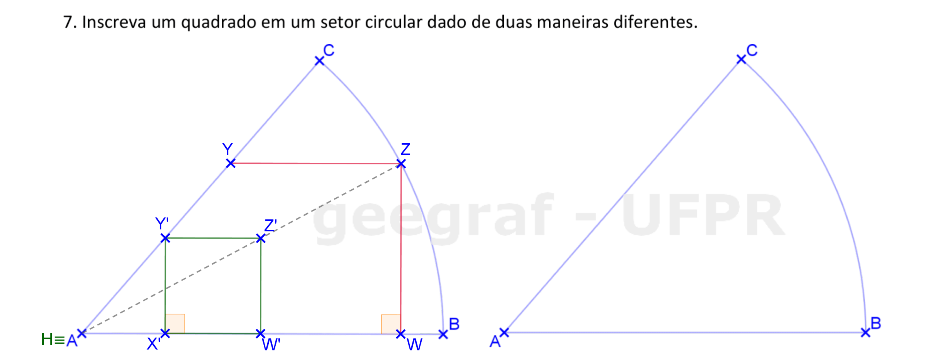 7. Inscreva um quadrado em um setor circular dado de duas maneiras diferentes.
C
C
Y
Z
Y'
Z'
geegraf - UFPR
H≡A
X'
W'
W
B
A
B